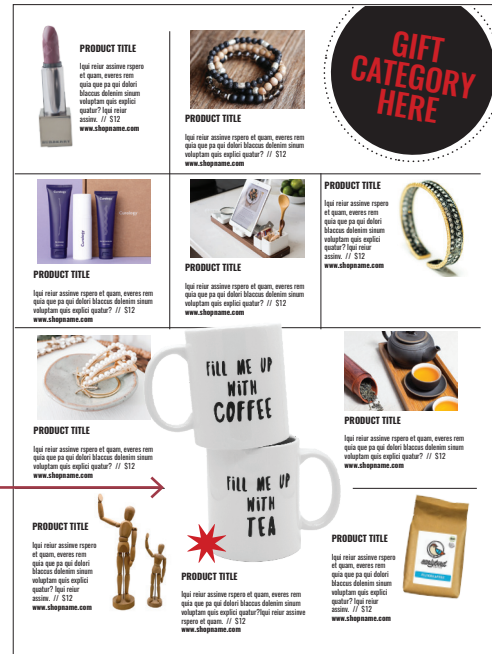 PRODUCT TITLE
Iqui reiur assinve rspero
et quam, everes rem
quia que pa qui dolori
blaccus dolenim sinum
voluptam quis explici
quatur? Iqui reiur
assinv. // $12
www.shopname.com
PRODUCT TITLE
Iqui reiur assinve rspero et quam, everes rem
quia que pa qui dolori blaccus dolenim sinum
voluptam quis explici quatur? // $12
www.shopname.com
GIFT
CATEGORY
HERE
PRODUCT TITLE
Iqui reiur assinve rspero et quam, everes rem
quia que pa qui dolori blaccus dolenim sinum
voluptam quis explici quatur? // $12
www.shopname.com
PRODUCT TITLE
Iqui reiur assinve rspero et quam, everes rem
quia que pa qui dolori blaccus dolenim sinum
voluptam quis explici quatur? // $12
www.shopname.com
PRODUCT TITLE
Iqui reiur assinve rspero
et quam, everes rem
quia que pa qui dolori
blaccus dolenim sinum
voluptam quis explici
quatur? Iqui reiur
assinv. // $12
www.shopname.com
PRODUCT TITLE
Iqui reiur assinve rspero et quam, everes rem
quia que pa qui dolori blaccus dolenim sinum
voluptam quis explici quatur? // $12
www.shopname.com
FILL ME UP
WITH
COFFEE
FILL ME UP
WITH
TEA
PRODUCT TITLE
Iqui reiur assinve rspero et quam, everes rem
quia que pa qui dolori blaccus dolenim sinum
voluptam quis explici quatur? // $12
www.shopname.com
PRODUCT TITLE
Iqui reiur assinve rspero
et quam, everes rem
quia que pa qui dolori
blaccus dolenim sinum
voluptam quis explici
quatur? Iqui reiur
assinv. // $12
www.shopname.com
PRODUCT TITLE
Iqui reiur assinve rspero et quam, everes rem
quia que pa qui dolori blaccus dolenim sinum
voluptam quis explici quatur?Iqui reiur assinve
rspero et quam. // $12
www.shopname.com
PRODUCT TITLE
Iqui reiur assinve rspero
et quam, everes rem
quia que pa qui dolori
blaccus dolenim sinum
voluptam quis explici
quatur? Iqui reiur
assinv. // $12
www.shopname.com